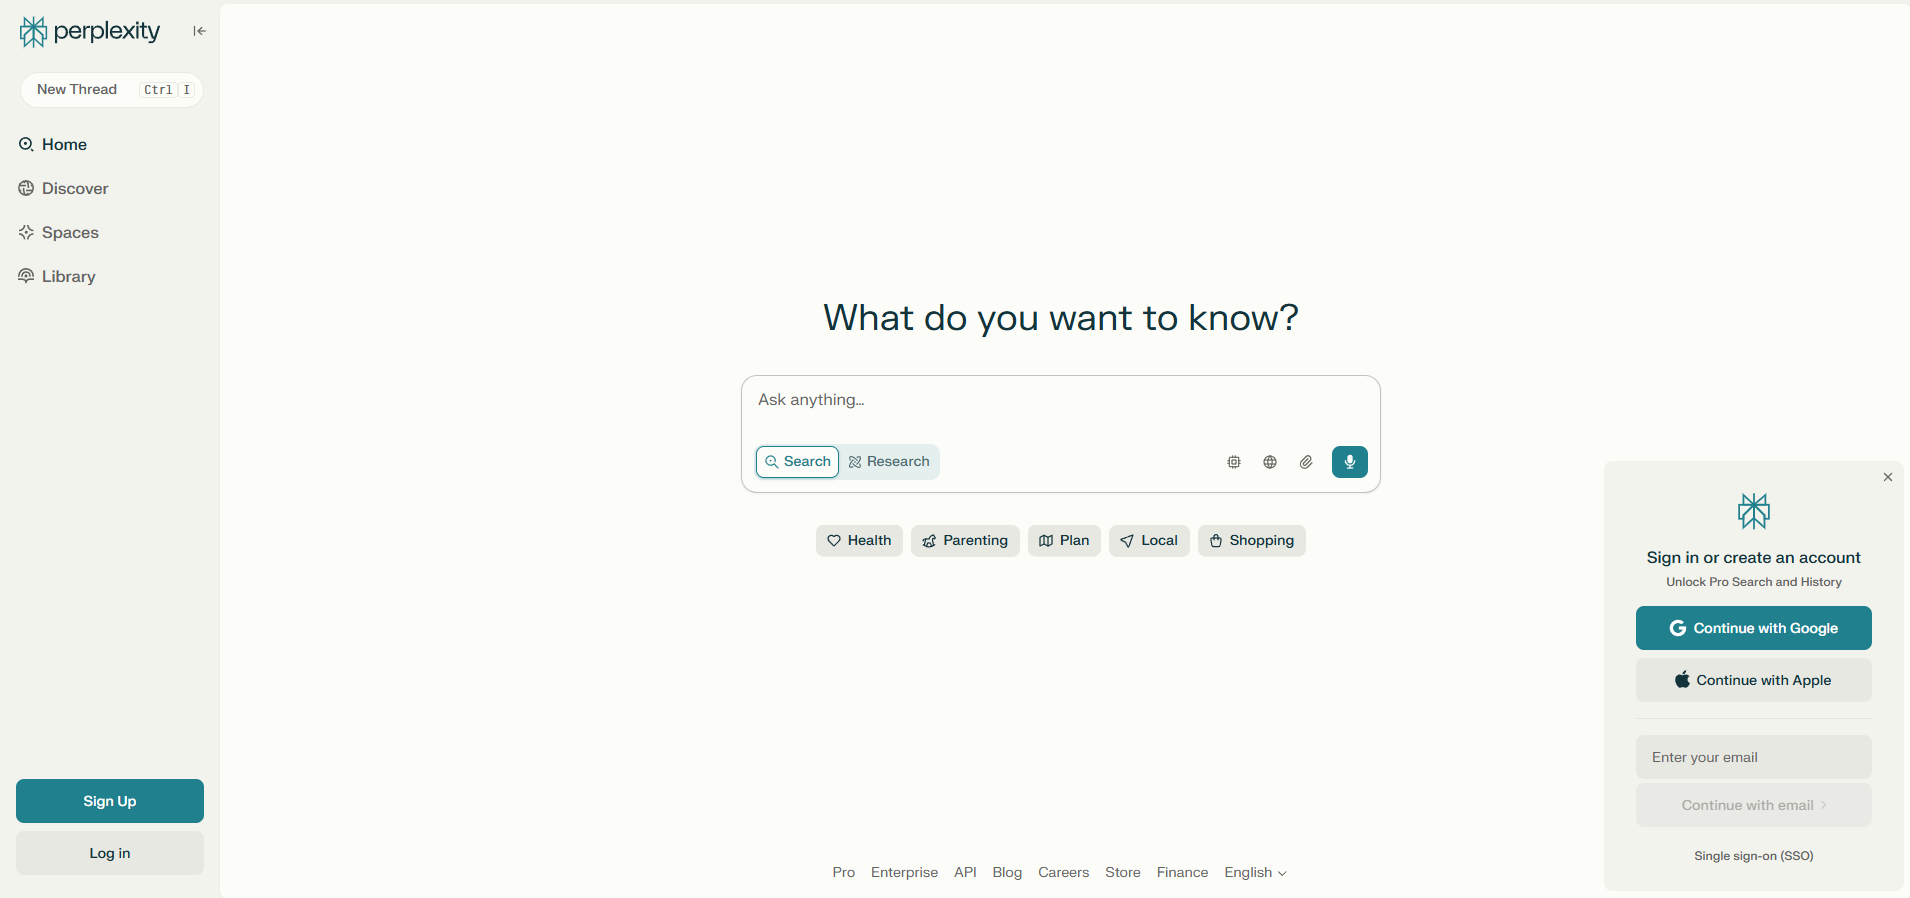 perplexity
New Thread Ctrl I
Home
Discover
Spaces
Library
Sign Up
Log in
What do you want to know?
Ask anything...
Search Research
Health Parenting Plan Local Shopping
Pro Enterprise API Blog Careers Store Finance English
Sign in or create an account
Unlock Pro Search and History
Continue with Google
Continue with Apple
Enter your email
Continue with email
Single sign-on (SSO)